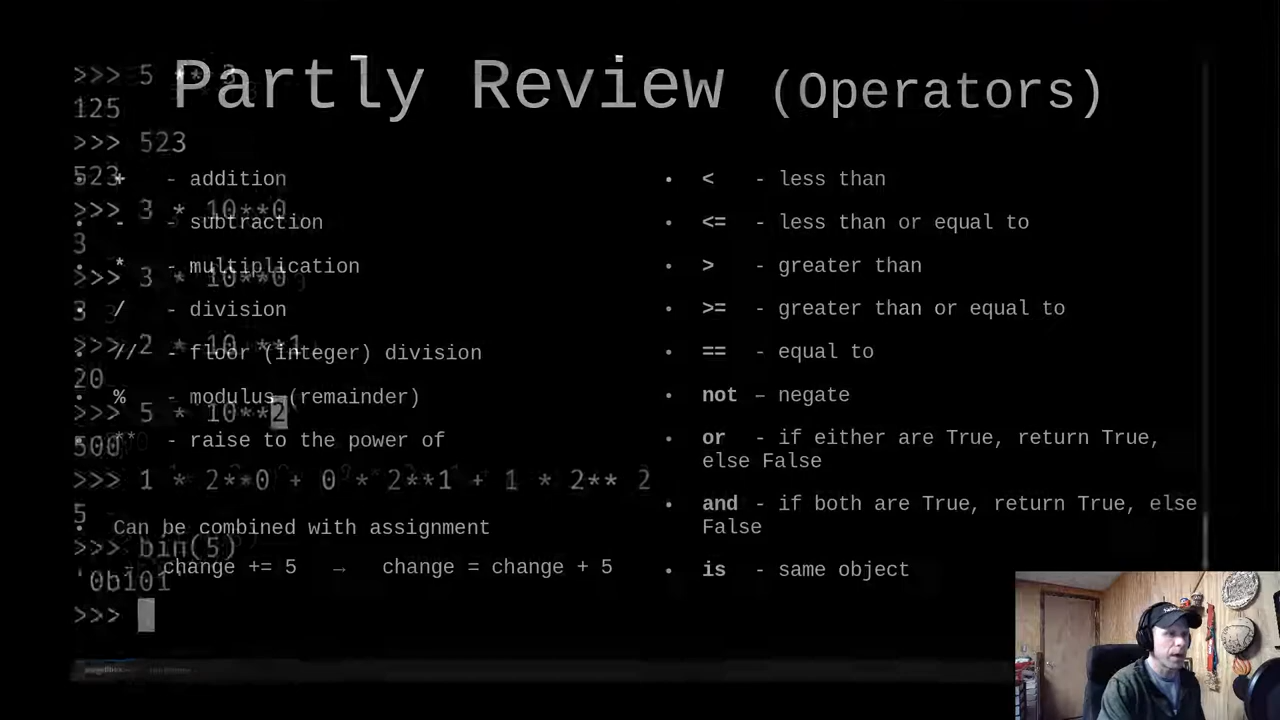 Partly Review (Operators)
+ - addition
- - subtraction
* - multiplication
/ - division
// - floor (integer) division
% - modulus (remainder)
** - raise to the power of
Can be combined with assignment
- change += 5 → change = change + 5
< - less than
<= - less than or equal to
> - greater than
>= - greater than or equal to
== - equal to
not – negate
or - if either are True, return True,
else False
and - if both are True, return True, else
False
is - same object
>>> 5 ** 3
125
>>> 523
523
>>> 3 * 10**0
3
>>> 3 * 10**0
3
>>> 2 * 10 **1
20
>>> 5 * 10**2
500
>>> 1 * 2**0 + 0 * 2**1 + 1 * 2** 2
5
>>> bin(5)
'0b101'
>>>